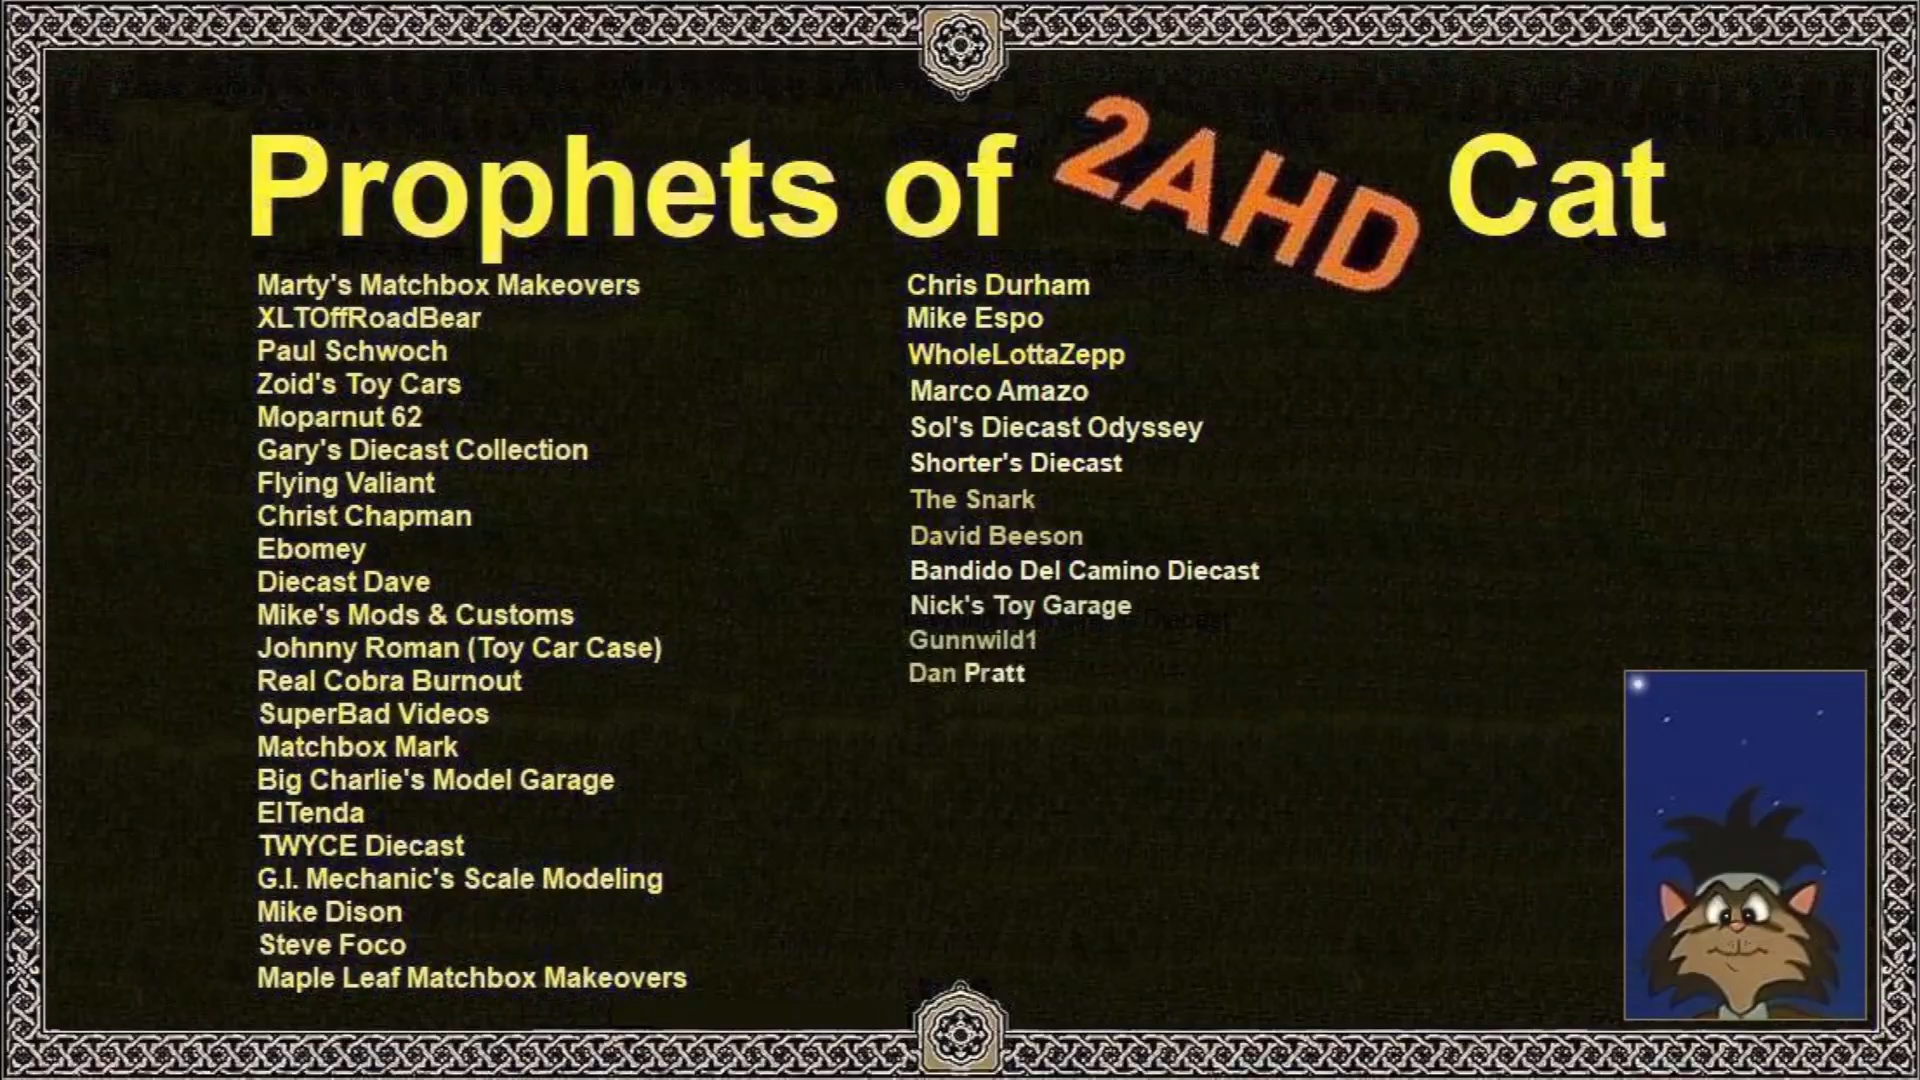 Prophets of 2AHD Cat
Marty's Matchbox Makeovers
XLTOffRoadBear
Paul Schwoch
Zoid's Toy Cars
Moparnut 62
Gary's Diecast Collection
Flying Valiant
Christ Chapman
Ebomey
Diecast Dave
Mike's Mods & Customs
Johnny Roman (Toy Car Case)
Real Cobra Burnout
SuperBad Videos
Matchbox Mark
Big Charlie's Model Garage
ElTenda
TWYCE Diecast
G.I. Mechanic's Scale Modeling
Mike Dison
Steve Foco
Maple Leaf Matchbox Makeovers
Chris Durham
Mike Espo
WholeLottaZepp
Marco Amazo
Sol's Diecast Odyssey
Shorter's Diecast
The Snark
David Beeson
Bandido Del Camino Diecast
Nick's Toy Garage
Gunnwild1
Dan Pratt